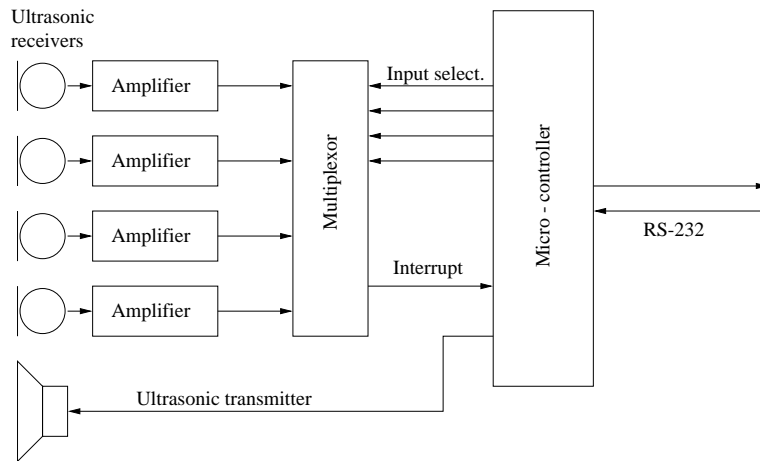 Ultrasonic
receivers
Amplifier
Input select.
Amplifier
Multiplexor
Micro - controller
RS-232
Amplifier
Interrupt
Amplifier
Ultrasonic transmitter